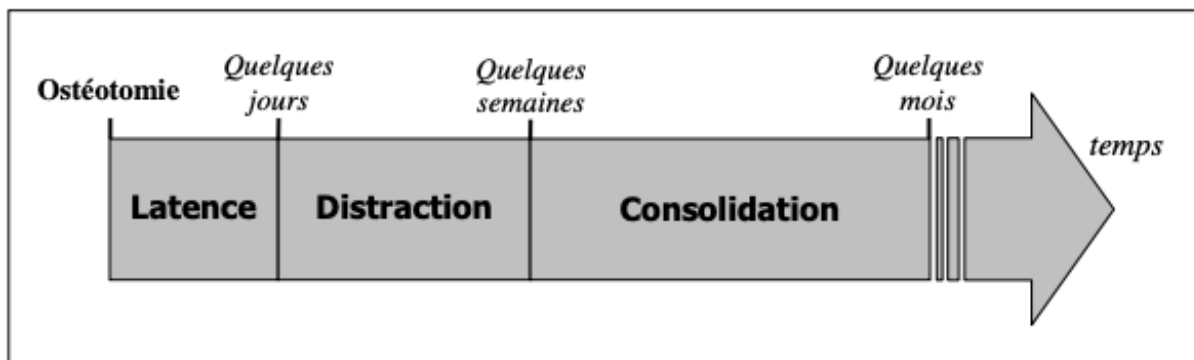 Ostéotomie
Quelques
jours
Quelques
semaines
Quelques
mois
temps
Latence
Distraction
Consolidation